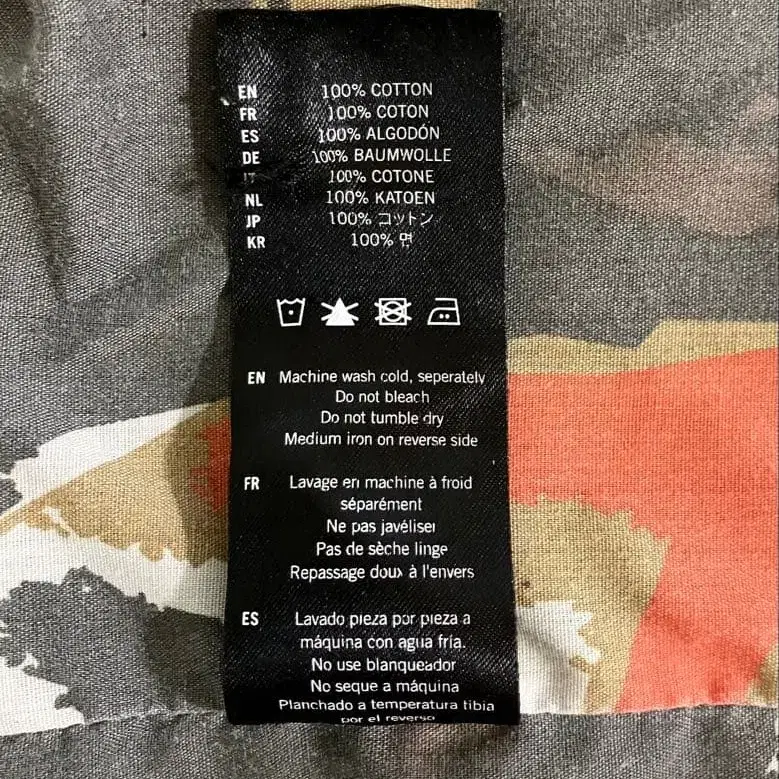 EN 100% COTTON
FR 100% COTON
ES 100% ALGODÓN
DE 100% BAUMWOLLE
IT 100% COTONE
NL 100% KATOEN
JP 100% コットン
KR 100% 면
EN Machine wash cold, seperately
Do not bleach
Do not tumble dry
Medium iron on reverse side
FR Lavage en machine à froid
séparément
Ne pas javéliser
Pas de sèche linge
Repassage doux à l'envers
ES Lavado pieza por pieza a
máquina con agua fría.
No use blanqueador
No seque a máquina
Planchado a temperatura tibia
por el reverso